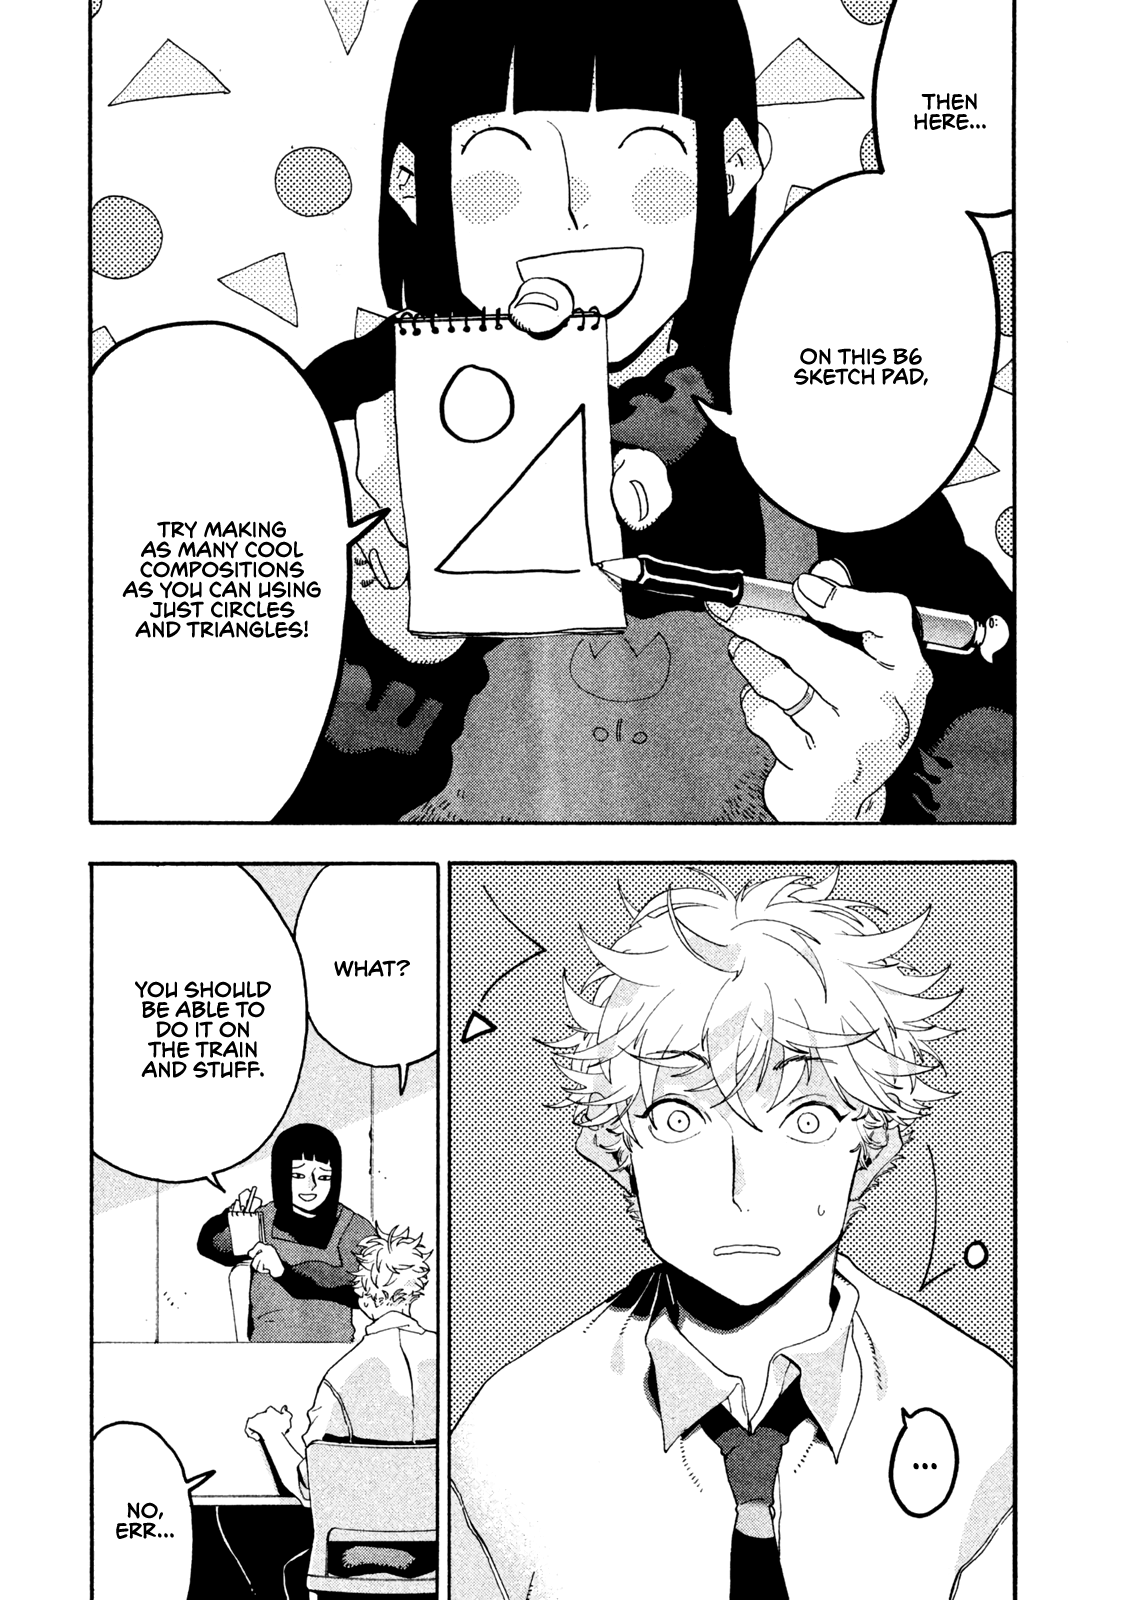 THEN
HERE...
ON THIS B6
SKETCH PAD,
TRY MAKING
AS MANY COOL
COMPOSITIONS
AS YOU CAN USING
JUST CIRCLES
AND TRIANGLES!
...
WHAT?
YOU SHOULD
BE ABLE TO
DO IT ON
THE TRAIN
AND STUFF.
NO,
ERR...